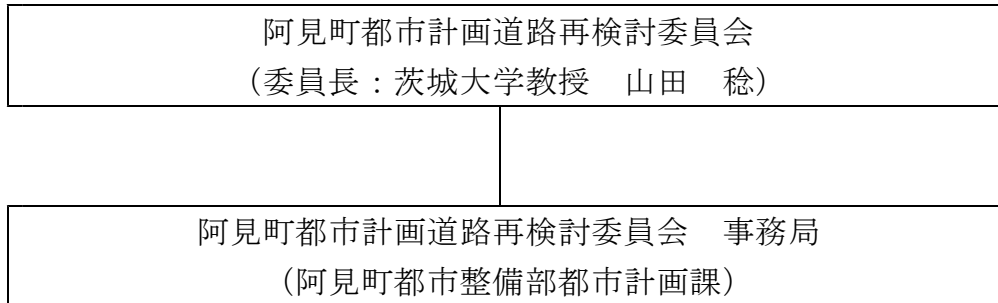 阿見町都市計画道路再検討委員会
（委員長：茨城大学教授　山田　稔）
阿見町都市計画道路再検討委員会　事務局
（阿見町都市整備部都市計画課）